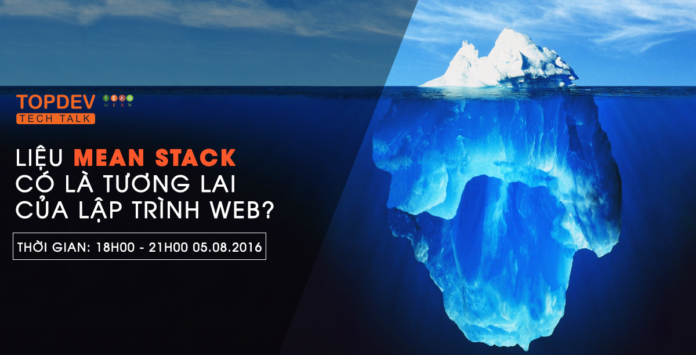 TOPDEV
TECH TALK
MEAN
LIỆU MEAN STACK
CÓ LÀ TƯƠNG LAI
CỦA LẬP TRÌNH WEB?
THỜI GIAN: 18H00 - 21H00 05.08.2016